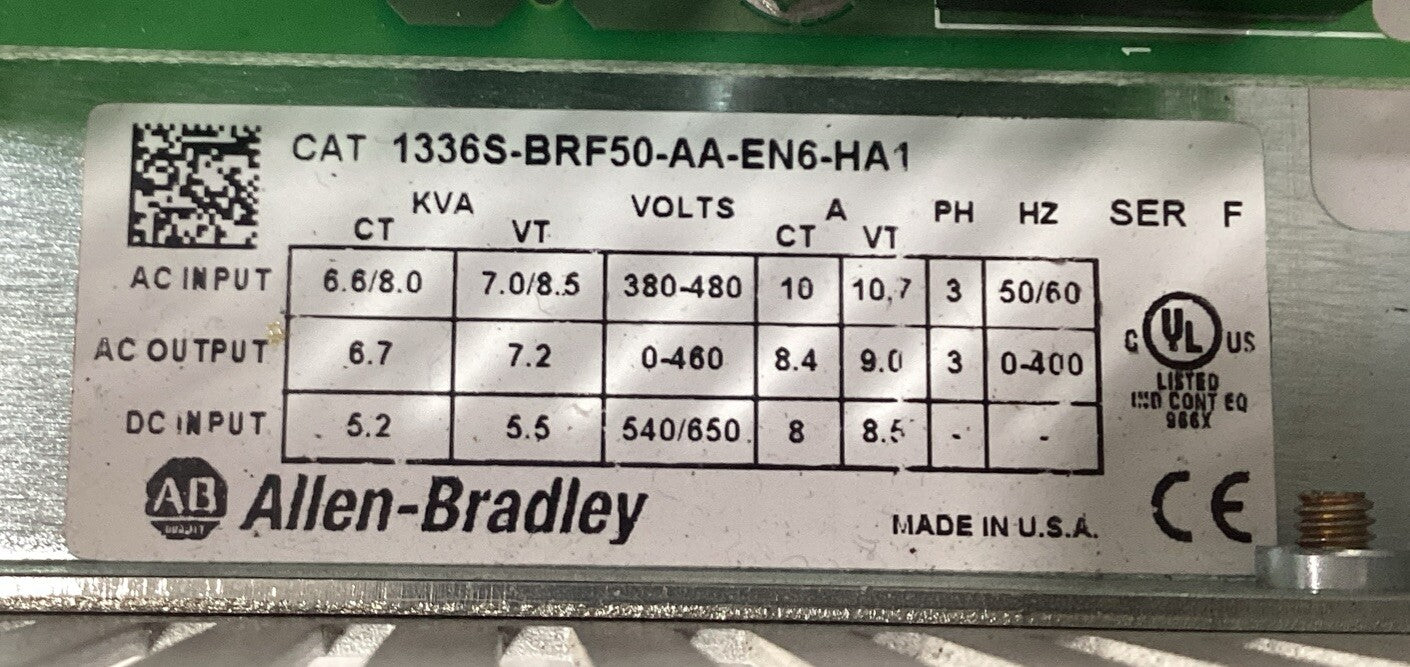 CAT 1336S-BRF50-AA-EN6-HA1
KVA VOLTS A PH HZ SER F
CT VT CT VT
AC INPUT 6.6/8.0 7.0/8.5 380-480 10 10,7 3 50/60
AC OUTPUT 6.7 7.2 0-460 8.4 9.0 3 0-400
DC INPUT 5.2 5.5 540/650 8 8.5 - -
C UL US
LISTED
IND CONT EQ
966X
AB Allen-Bradley
MADE IN U.S.A.
CE